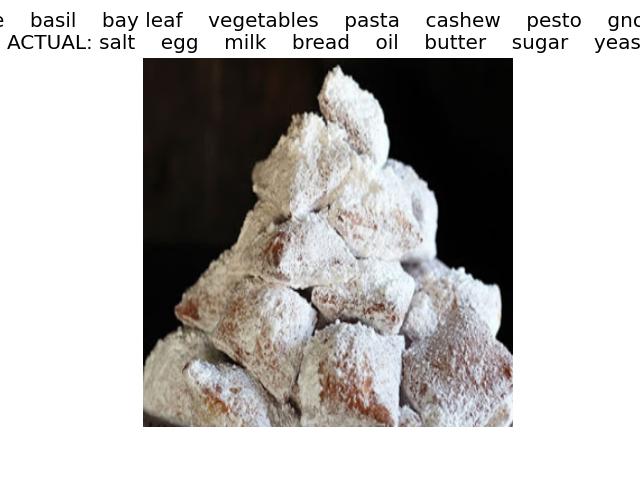 basil bay leaf vegetables pasta cashew pesto
ACTUAL: salt egg milk bread oil butter sugar